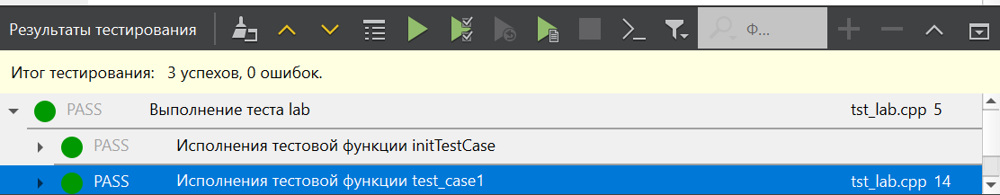 Результаты тестирования Ф...
Итог тестирования: 3 успехов, 0 ошибок.
PASS Выполнение теста lab tst_lab.cpp 5
PASS Исполнения тестовой функции initTestCase
PASS Исполнения тестовой функции test_case1 tst_lab.cpp 14